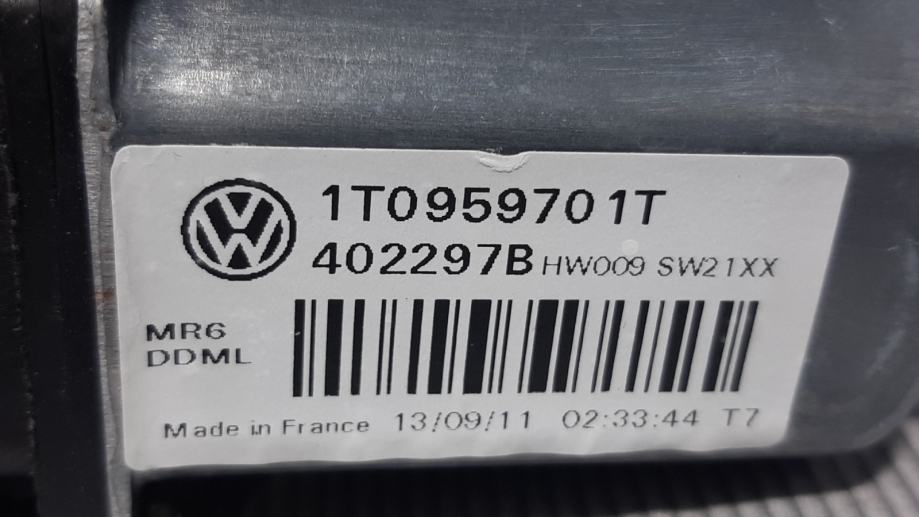 1T0959701T
402297B HW009 SW21XX
MR6
DDML
Made in France 13/09/11 02:33:44 T7